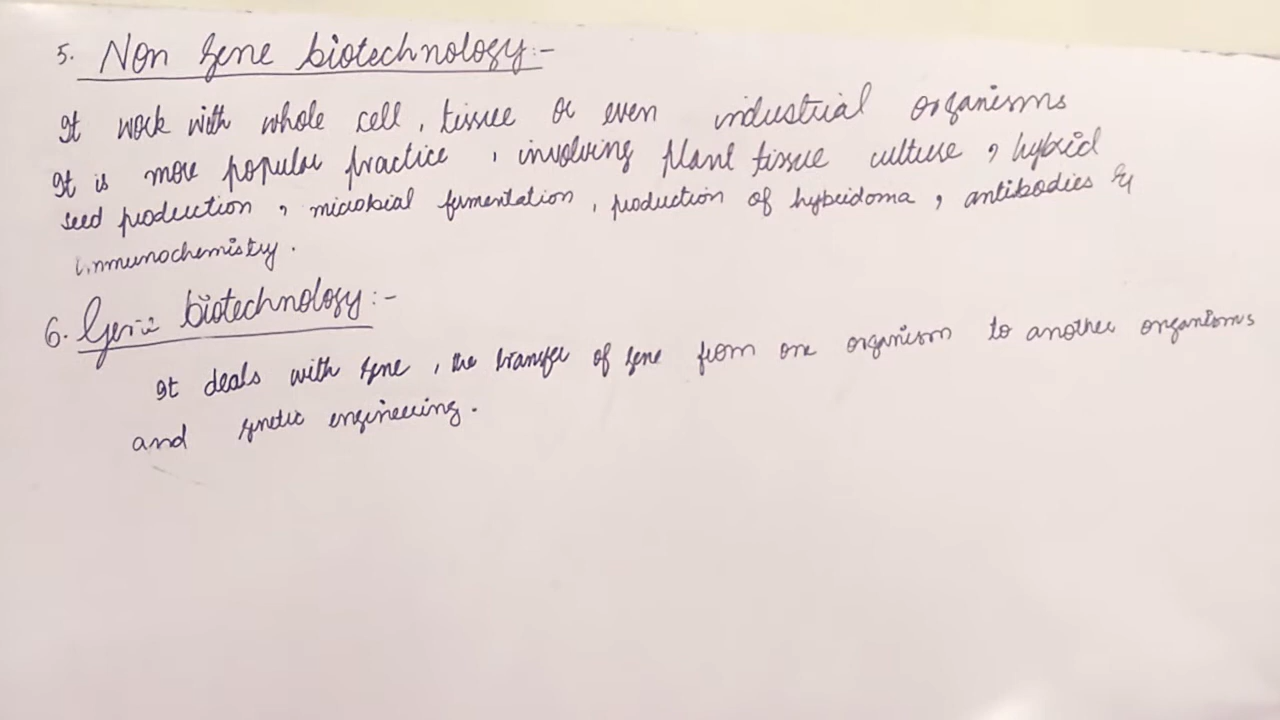 5. Non Gene biotechnology:-
It work with whole cell, tissue or even industrial organisms
It is more popular practice, involving plant tissue culture, hybrid
seed production, microbial fumentation, production of hybridoma, antibodies &
immunochemistry.
6. Gene biotechnology:-
It deals with gene, the transfer of gene from one organism to another organisms
and genetic engineering.